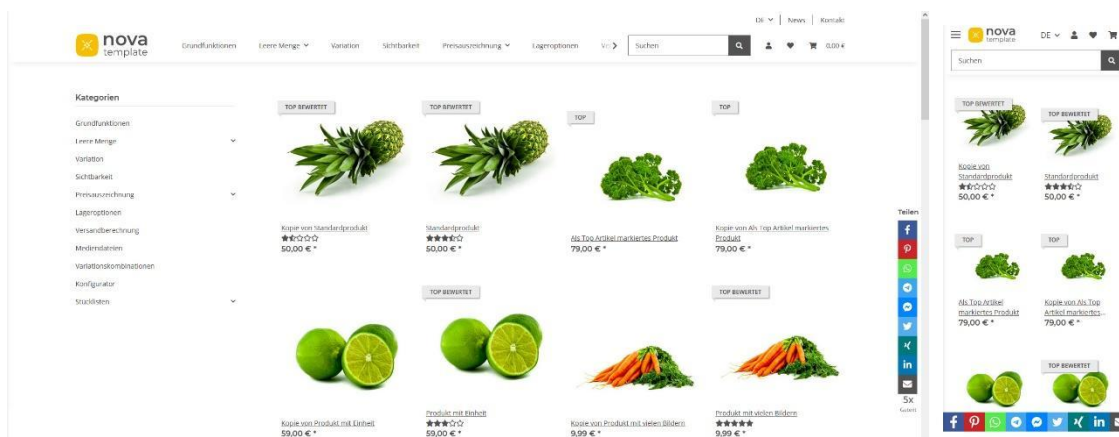 DE News Kontakt
nova
template
Grundfunktionen Leere Menge Variation Sichtbarkeit Preisauszeichnung Lageroptionen Suchen 0,00 €
Kategorien
Grundfunktionen
Leere Menge
Variation
Sichtbarkeit
Preisauszeichnung
Lageroptionen
Versandberechnung
Mediendateien
Variationskombinationen
Konfigurator
Stücklisten
TOP BEWERTET
TOP BEWERTET
TOP
TOP
Kopie von Standardprodukt
50,00 € *
Standardprodukt
50,00 € *
Als Top Artikel markiertes Produkt
79,00 € *
Kopie von Als Top Artikel markiertes
Produkt
79,00 € *
TOP BEWERTET
TOP BEWERTET
Kopie von Produkt mit Einheit
59,00 € *
Produkt mit Einheit
59,00 € *
Kopie von Produkt mit vielen Bildern
9,99 € *
Produkt mit vielen Bildern
9,99 € *
Teilen
5x
nova
template
DE
Suchen
TOP BEWERTET
TOP BEWERTET
Kopie von
Standardprodukt
50,00 € *
Standardprodukt
50,00 € *
TOP
TOP
Als Top Artikel
markiertes Produkt
79,00 € *
Kopie von Als Top
Artikel markiertes...
79,00 € *
TOP BEWERTET